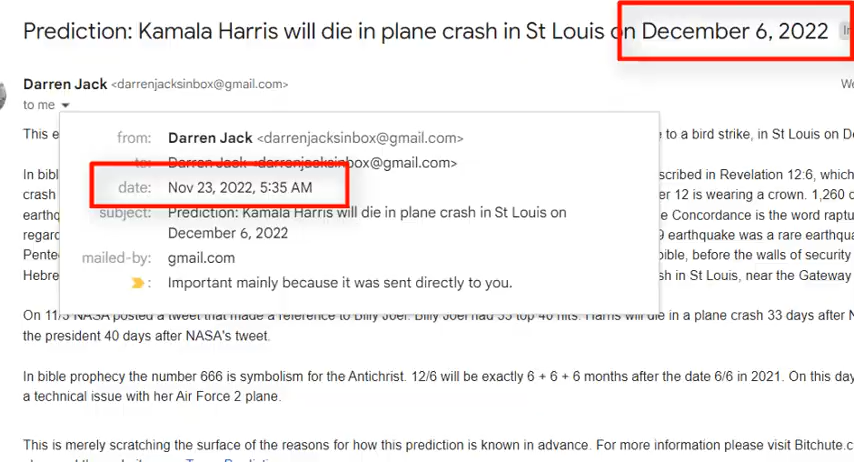 Prediction: Kamala Harris will die in plane crash in St Louis on December 6, 2022 In
Darren Jack <darrenjacksinbox@gmail.com> We
to me
This e to a bird strike, in St Louis on De
from: Darren Jack <darrenjacksinbox@gmail.com>
to: Darren Jack <darrenjacksinbox@gmail.com>
date: Nov 23, 2022, 5:35 AM
subject: Prediction: Kamala Harris will die in plane crash in St Louis on
December 6, 2022
mailed-by: gmail.com
: Important mainly because it was sent directly to you.
In bibl scribed in Revelation 12:6, which
crash er 12 is wearing a crown. 1,260 d
earthq e Concordance is the word raptu
regard 9 earthquake was a rare earthqua
Pente ible, before the walls of security
Hebre sh in St Louis, near the Gateway
On 11/3 NASA posted a tweet that made a reference to Billy Joel. Billy Joel had 33 top 40 hits. Harris will die in a plane crash 33 days after N
the president 40 days after NASA's tweet.
In bible prophecy the number 666 is symbolism for the Antichrist. 12/6 will be exactly 6 + 6 + 6 months after the date 6/6 in 2021. On this day
a technical issue with her Air Force 2 plane.
This is merely scratching the surface of the reasons for how this prediction is known in advance. For more information please visit Bitchute.c